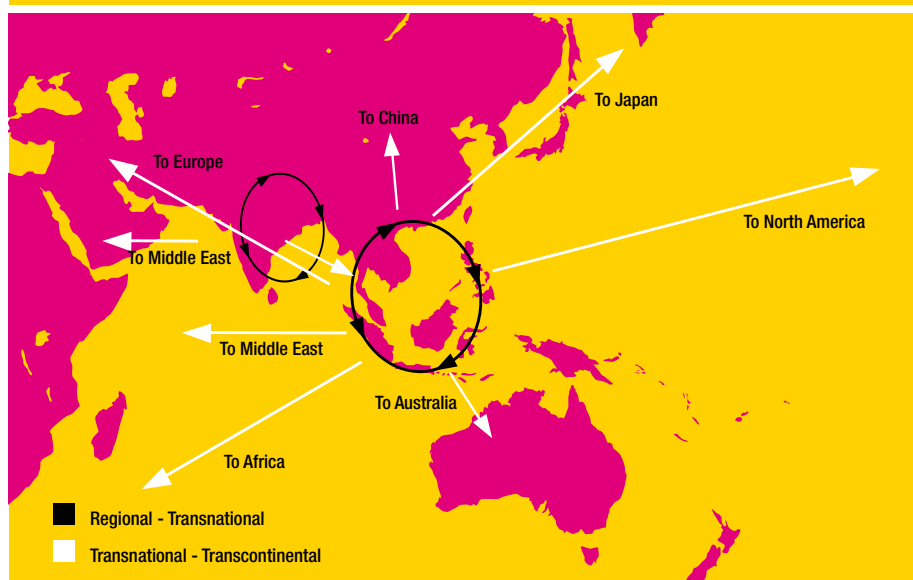 To China
To Japan
To Europe
To North America
To Middle East
To Middle East
To Australia
To Africa
Regional - Transnational
Transnational - Transcontinental